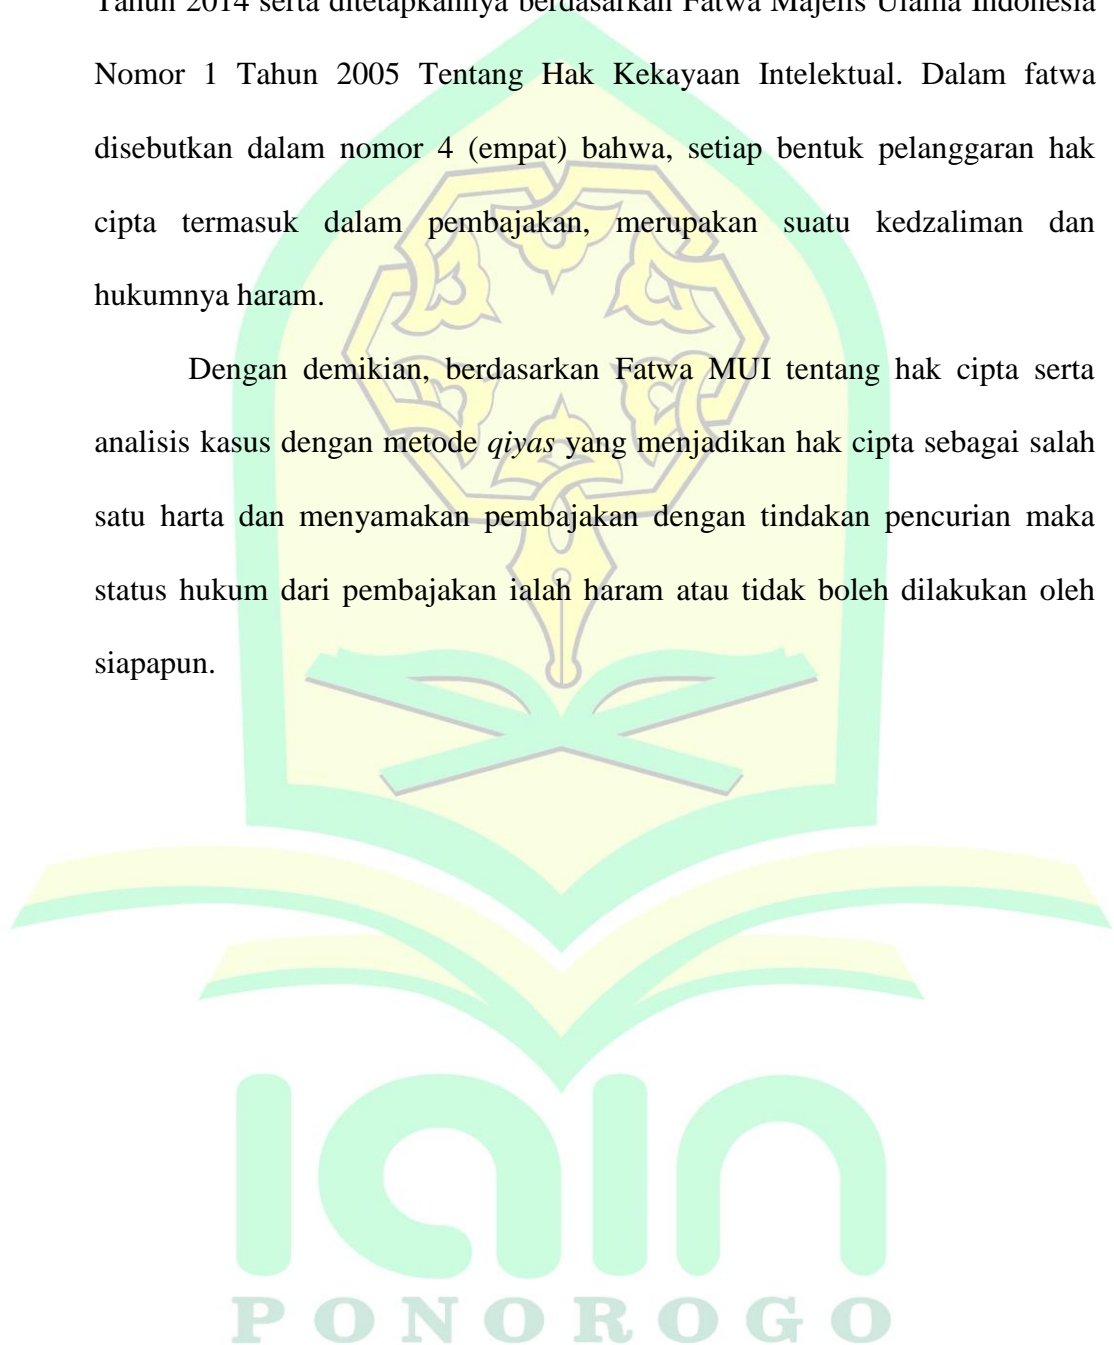 Tahun 2014 serta ditetapkannya berdasarkan Fatwa Majelis Ulama Indonesia
Nomor 1 Tahun 2005 Tentang Hak Kekayaan Intelektual. Dalam fatwa
disebutkan dalam nomor 4 (empat) bahwa, setiap bentuk pelanggaran hak
cipta termasuk dalam pembajakan, merupakan suatu kedzaliman dan
hukumnya haram.
Dengan demikian, berdasarkan Fatwa MUI tentang hak cipta serta
analisis kasus dengan metode qiyas yang menjadikan hak cipta sebagai salah
satu harta dan menyamakan pembajakan dengan tindakan pencurian maka
status hukum dari pembajakan ialah haram atau tidak boleh dilakukan oleh
siapapun.
iain
PONOROGO